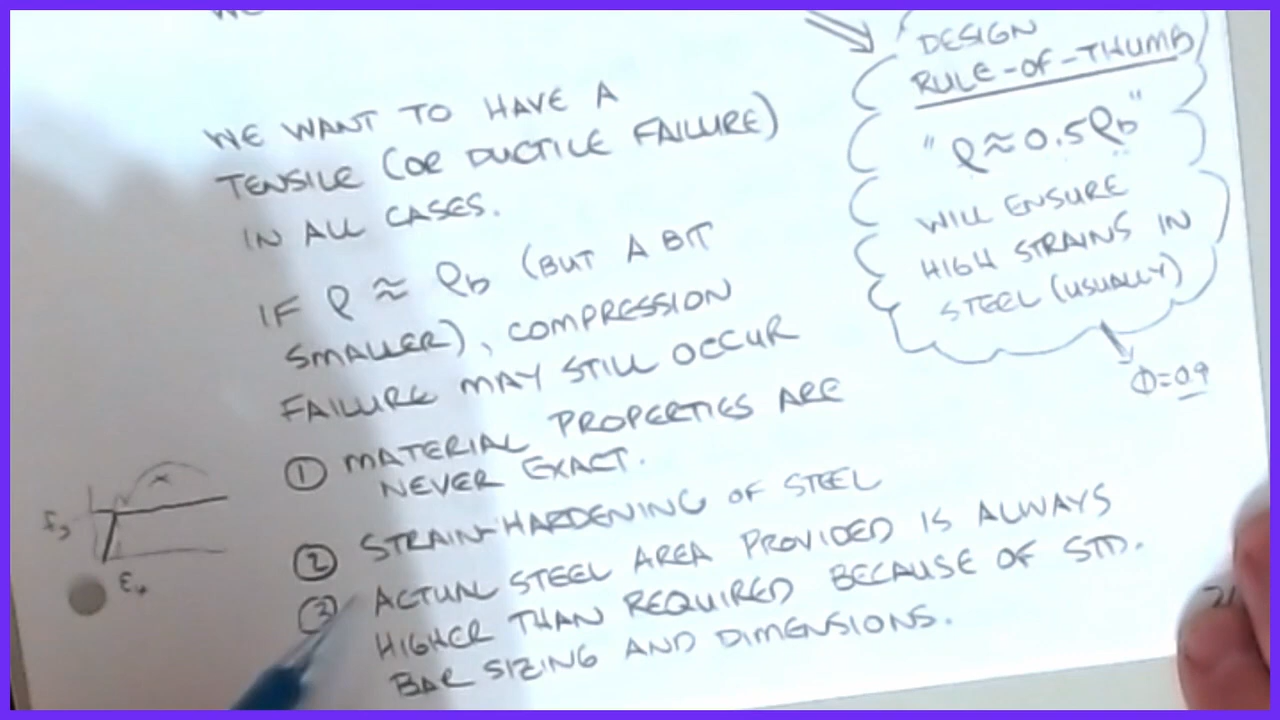 WE WANT TO HAVE A
TENSILE (OR DUCTILE FAILURE)
IN ALL CASES.
IF ρ ≈ ρb (BUT A BIT
SMALLER), COMPRESSION
FAILURE MAY STILL OCCUR
① MATERIAL PROPERTIES ARE
NEVER EXACT.
② STRAIN-HARDENING OF STEEL
③ ACTUAL STEEL AREA PROVIDED IS ALWAYS
HIGHER THAN REQUIRED BECAUSE OF STD.
BAR SIZING AND DIMENSIONS.
DESIGN
RULE-OF-THUMB
"ρ≈0.5ρb"
WILL ENSURE
HIGH STRAINS IN
STEEL (USUALLY)
Φ=0.9